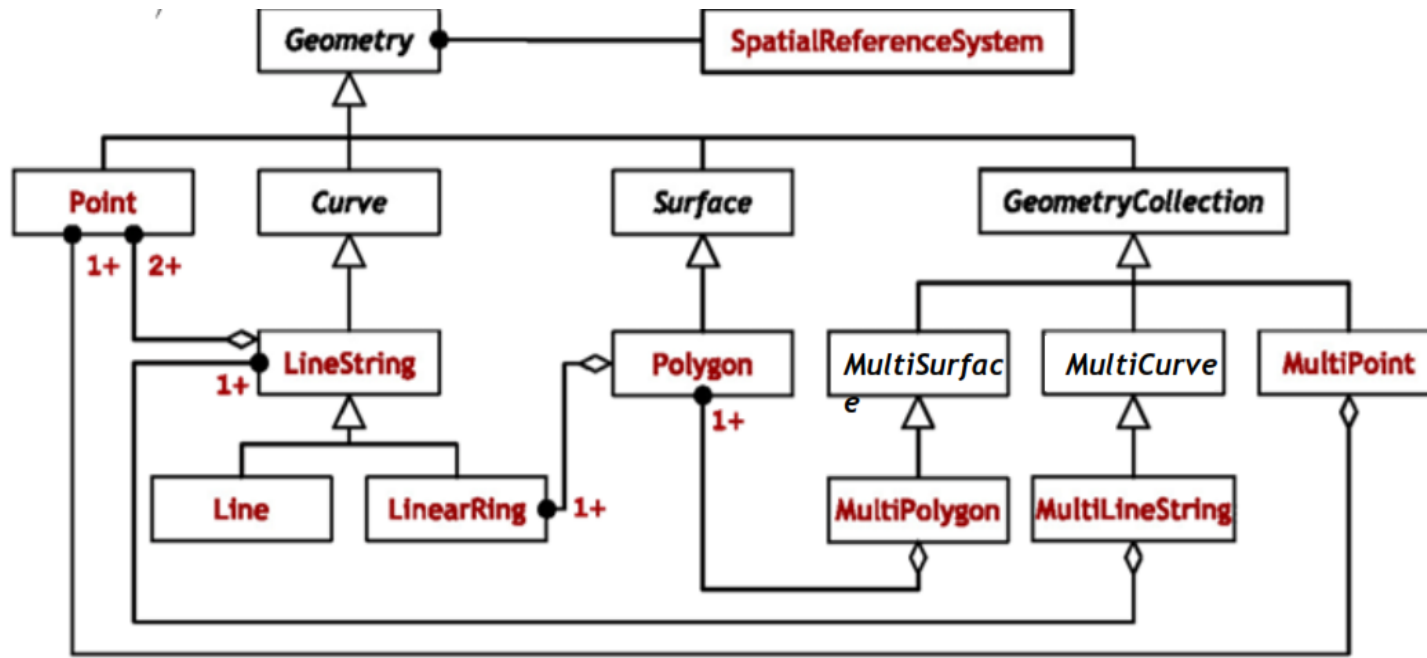 Geometry
SpatialReferenceSystem
Point
Curve
Surface
GeometryCollection
1+
2+
LineString
1+
Polygon
1+
MultiSurfac
e
MultiCurve
MultiPoint
Line
LinearRing
1+
MultiPolygon
MultiLineString